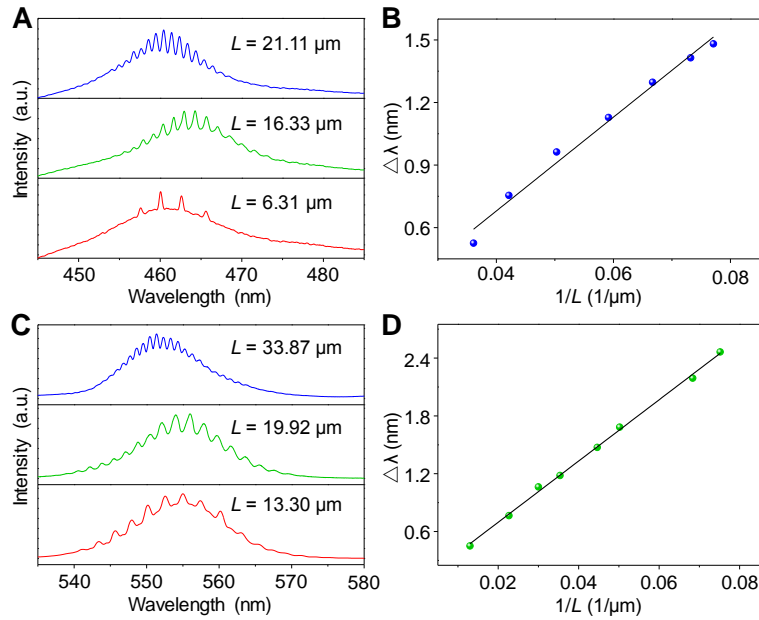 A
L = 21.11 µm
L = 16.33 µm
L = 6.31 µm
Intensity (a.u.)
450 460 470 480
Wavelength (nm)
B
1.5
1.2
0.9
0.6
△λ (nm)
0.04 0.06 0.08
1/L (1/µm)
C
L = 33.87 µm
L = 19.92 µm
L = 13.30 µm
Intensity (a.u.)
540 550 560 570 580
Wavelength (nm)
D
2.4
1.8
1.2
0.6
△λ (nm)
0.02 0.04 0.06 0.08
1/L (1/µm)